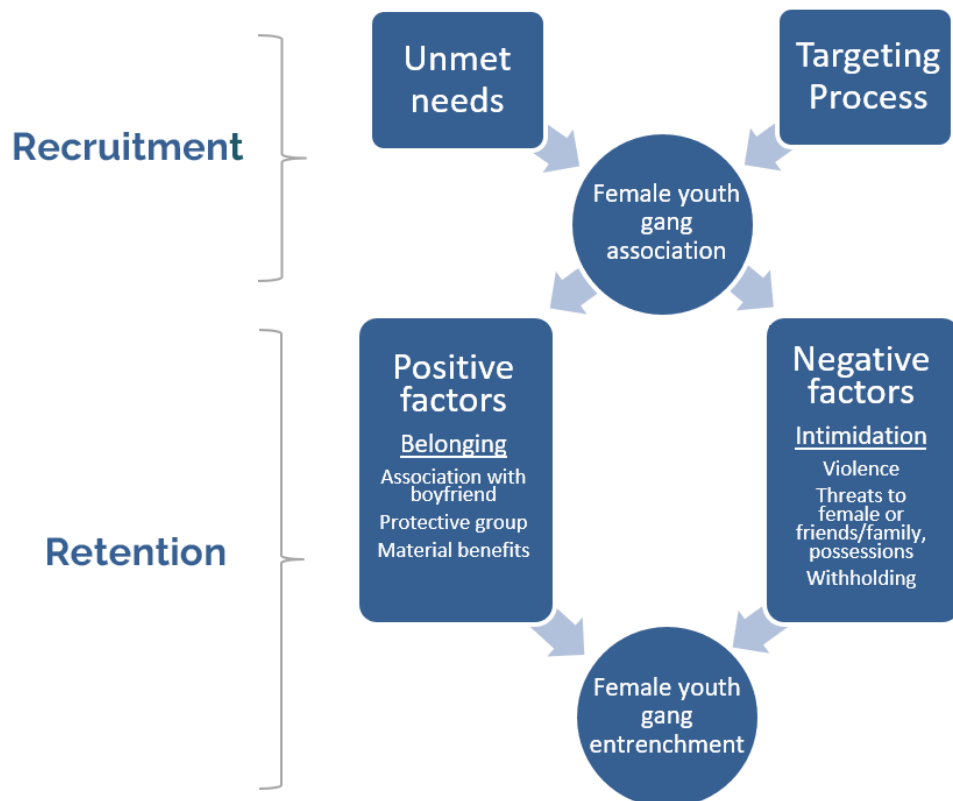 Unmet
needs
Targeting
Process
Recruitment
Female youth
gang
association
Positive
factors
Belonging
Association with
boyfriend
Protective group
Material benefits
Negative
factors
Intimidation
Violence
Threats to
female or
friends/family,
possessions
Withholding
Retention
Female youth
gang
entrenchment